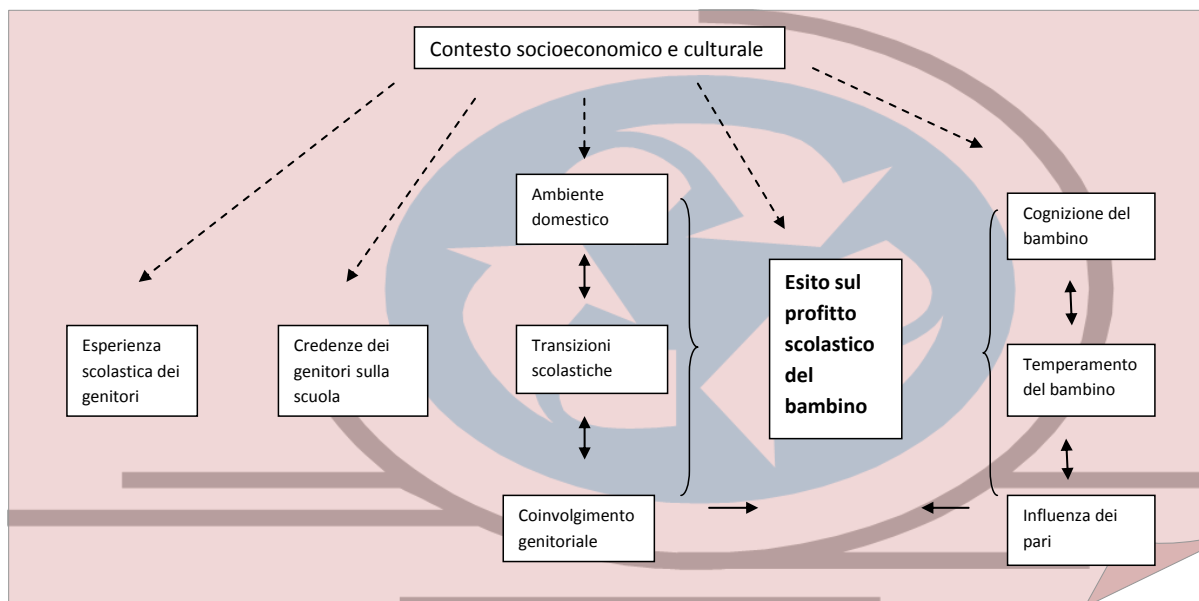 Contesto socioeconomico e culturale
Ambiente
domestico
Cognizione del
bambino
Esito sul
profitto
scolastico
del
bambino
Esperienza
scolastica dei
genitori
Credenze dei
genitori sulla
scuola
Transizioni
scolastiche
Temperamento
del bambino
Coinvolgimento
genitoriale
Influenza dei
pari